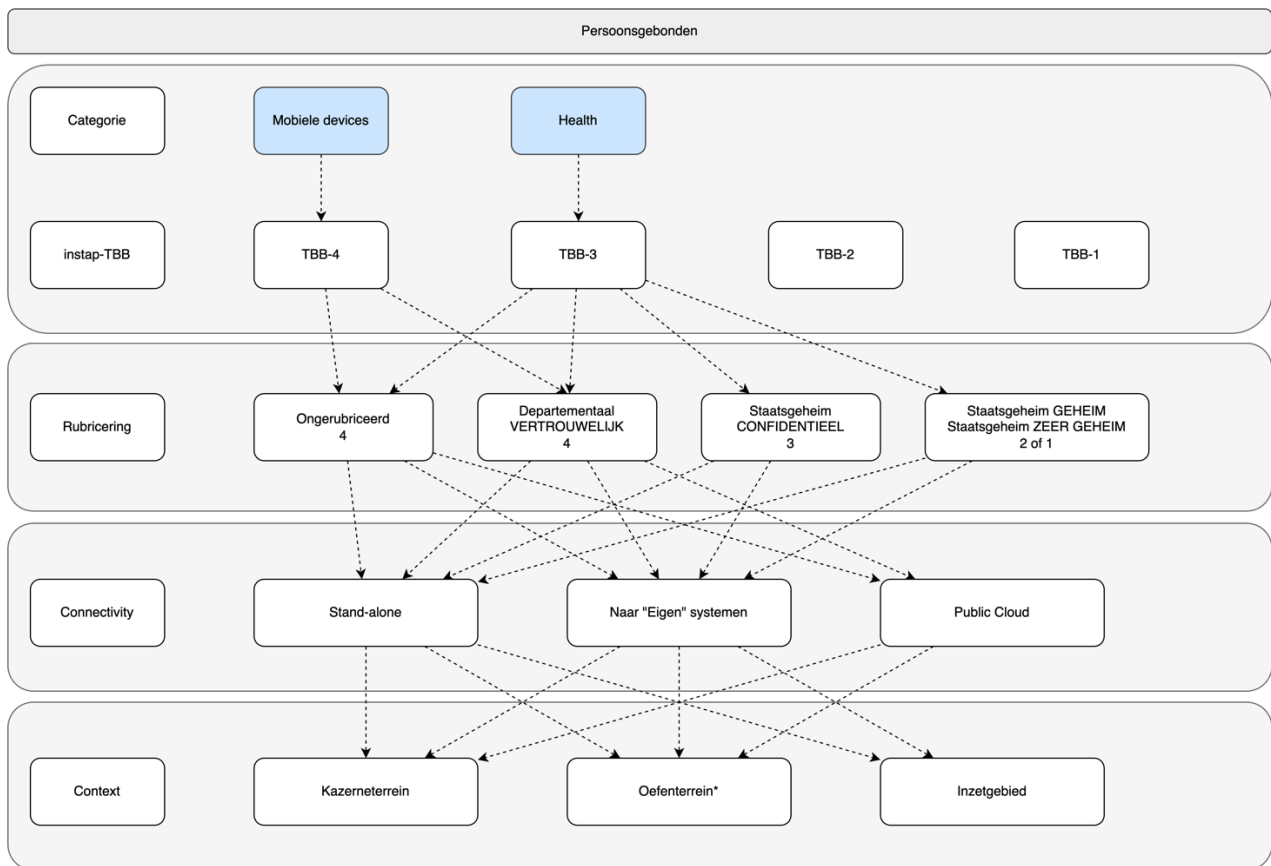 Persoonsgebonden
Categorie
Mobiele devices
Health
instap-TBB
TBB-4
TBB-3
TBB-2
TBB-1
Rubricering
Ongerubriceerd
4
Departementaal
VERTROUWELIJK
4
Staatsgeheim
CONFIDENTIEEL
3
Staatsgeheim GEHEIM
Staatsgeheim ZEER GEHEIM
2 of 1
Connectivity
Stand-alone
Naar "Eigen" systemen
Public Cloud
Context
Kazerneterrein
Oefenterrein*
Inzetgebied